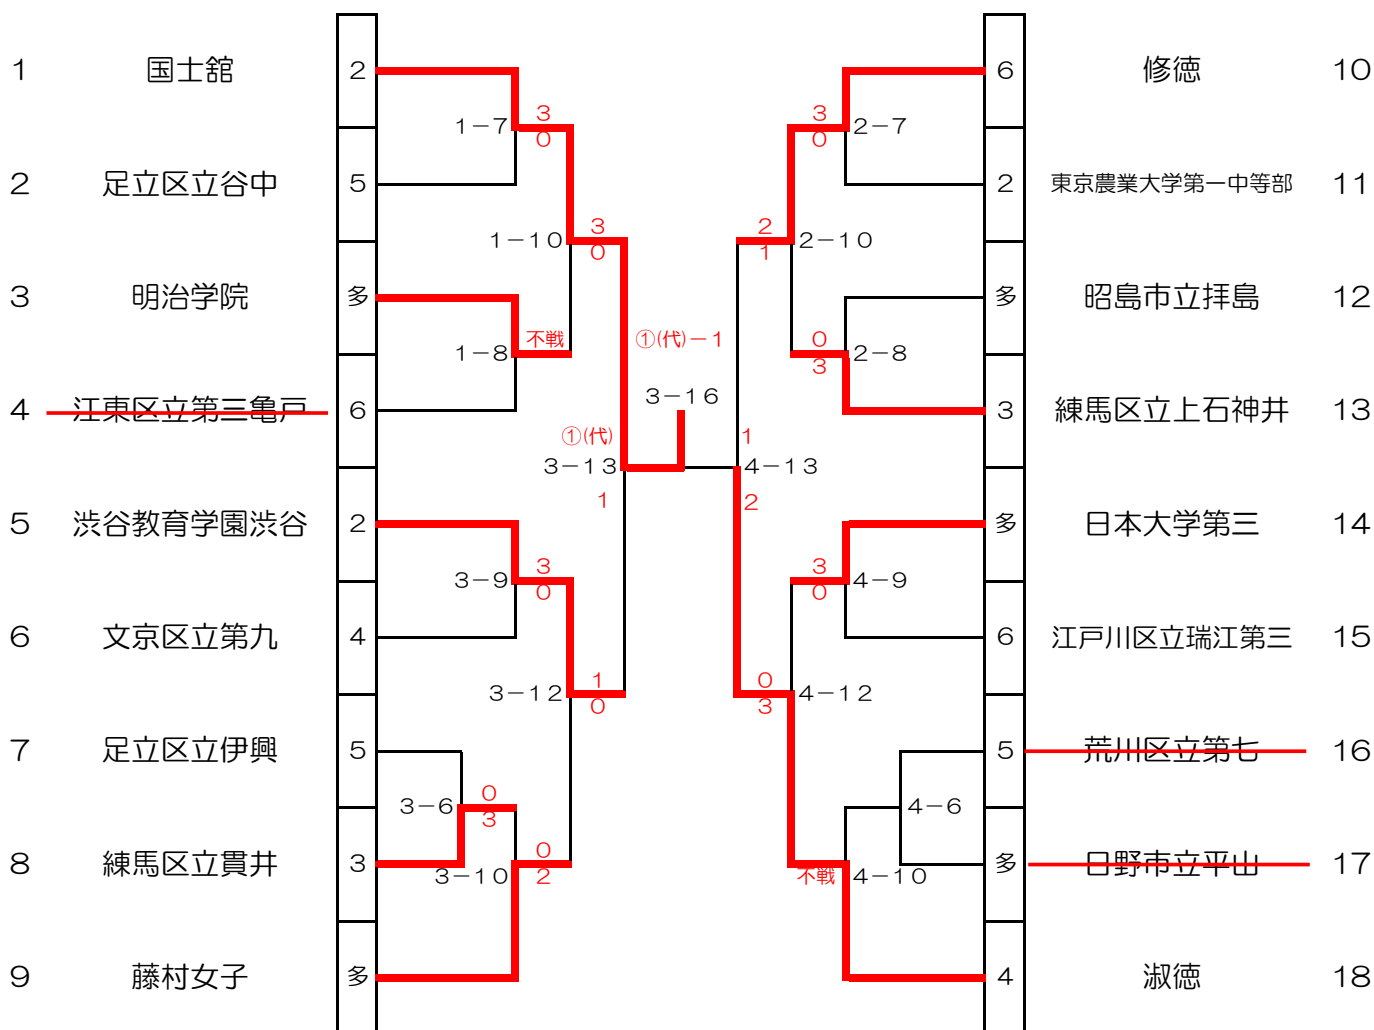 1 国士舘 2
6 修徳 10
1－7 3 0
3 0 2－7
2 足立区立谷中 5
2 東京農業大学第一中等部 11
1－10 3 0
2 1 2－10
3 明治学院 多
多 昭島市立拝島 12
1－8 不戦
①(代)－1
0 3 2－8
3－16
4 江東区立第三亀戸 6
3 練馬区立上石神井 13
①(代)
3－13
1
1
4－13
2
5 渋谷教育学園渋谷 2
多 日本大学第三 14
3－9 3 0
3 0 4－9
6 文京区立第九 4
6 江戸川区立瑞江第三 15
3－12 1 0
0 3 4－12
7 足立区立伊興 5
5 荒川区立第七 16
3－6 0 3
4－6
8 練馬区立貫井 3
多 日野市立平山 17
3－10 0 2
不戦 4－10
9 藤村女子 多
4 淑徳 18